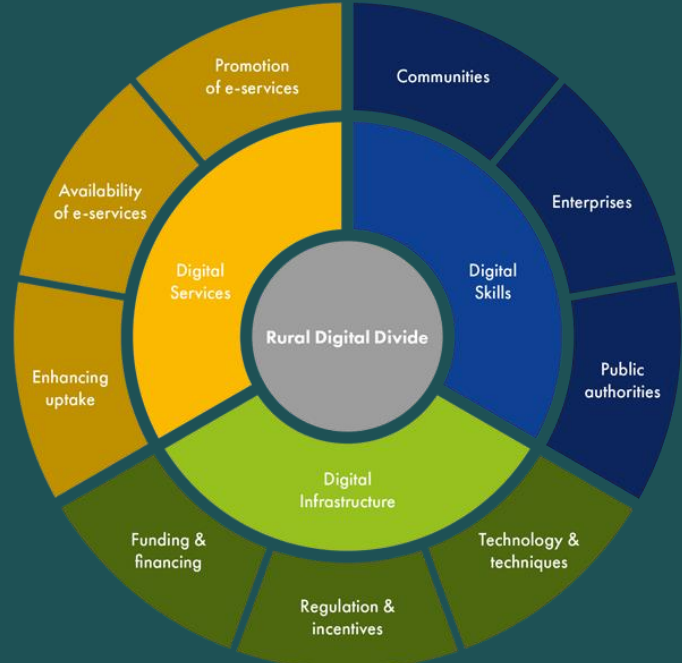 Promotion
of e-services
Communities
Availability
of e-services
Enterprises
Digital
Services
Digital
Skills
Rural Digital Divide
Enhancing
uptake
Public
authorities
Digital
Infrastructure
Funding &
financing
Technology &
techniques
Regulation &
incentives